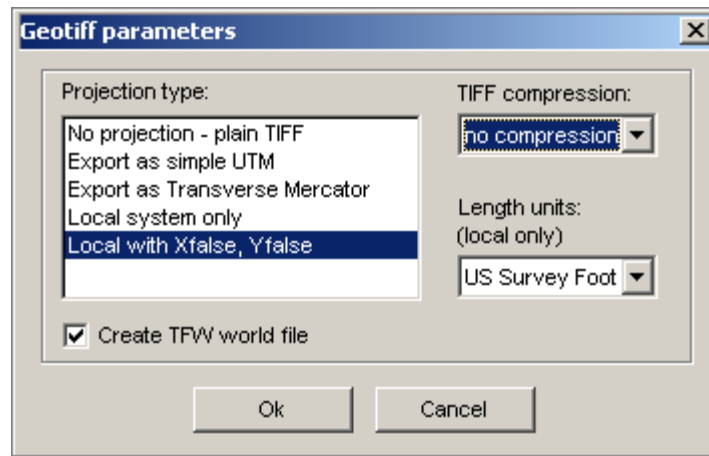 Geotiff parameters
Projection type:
No projection - plain TIFF
Export as simple UTM
Export as Transverse Mercator
Local system only
Local with Xfalse, Yfalse
Create TFW world file
TIFF compression:
no compression
Length units:
(local only)
US Survey Foot
Ok
Cancel